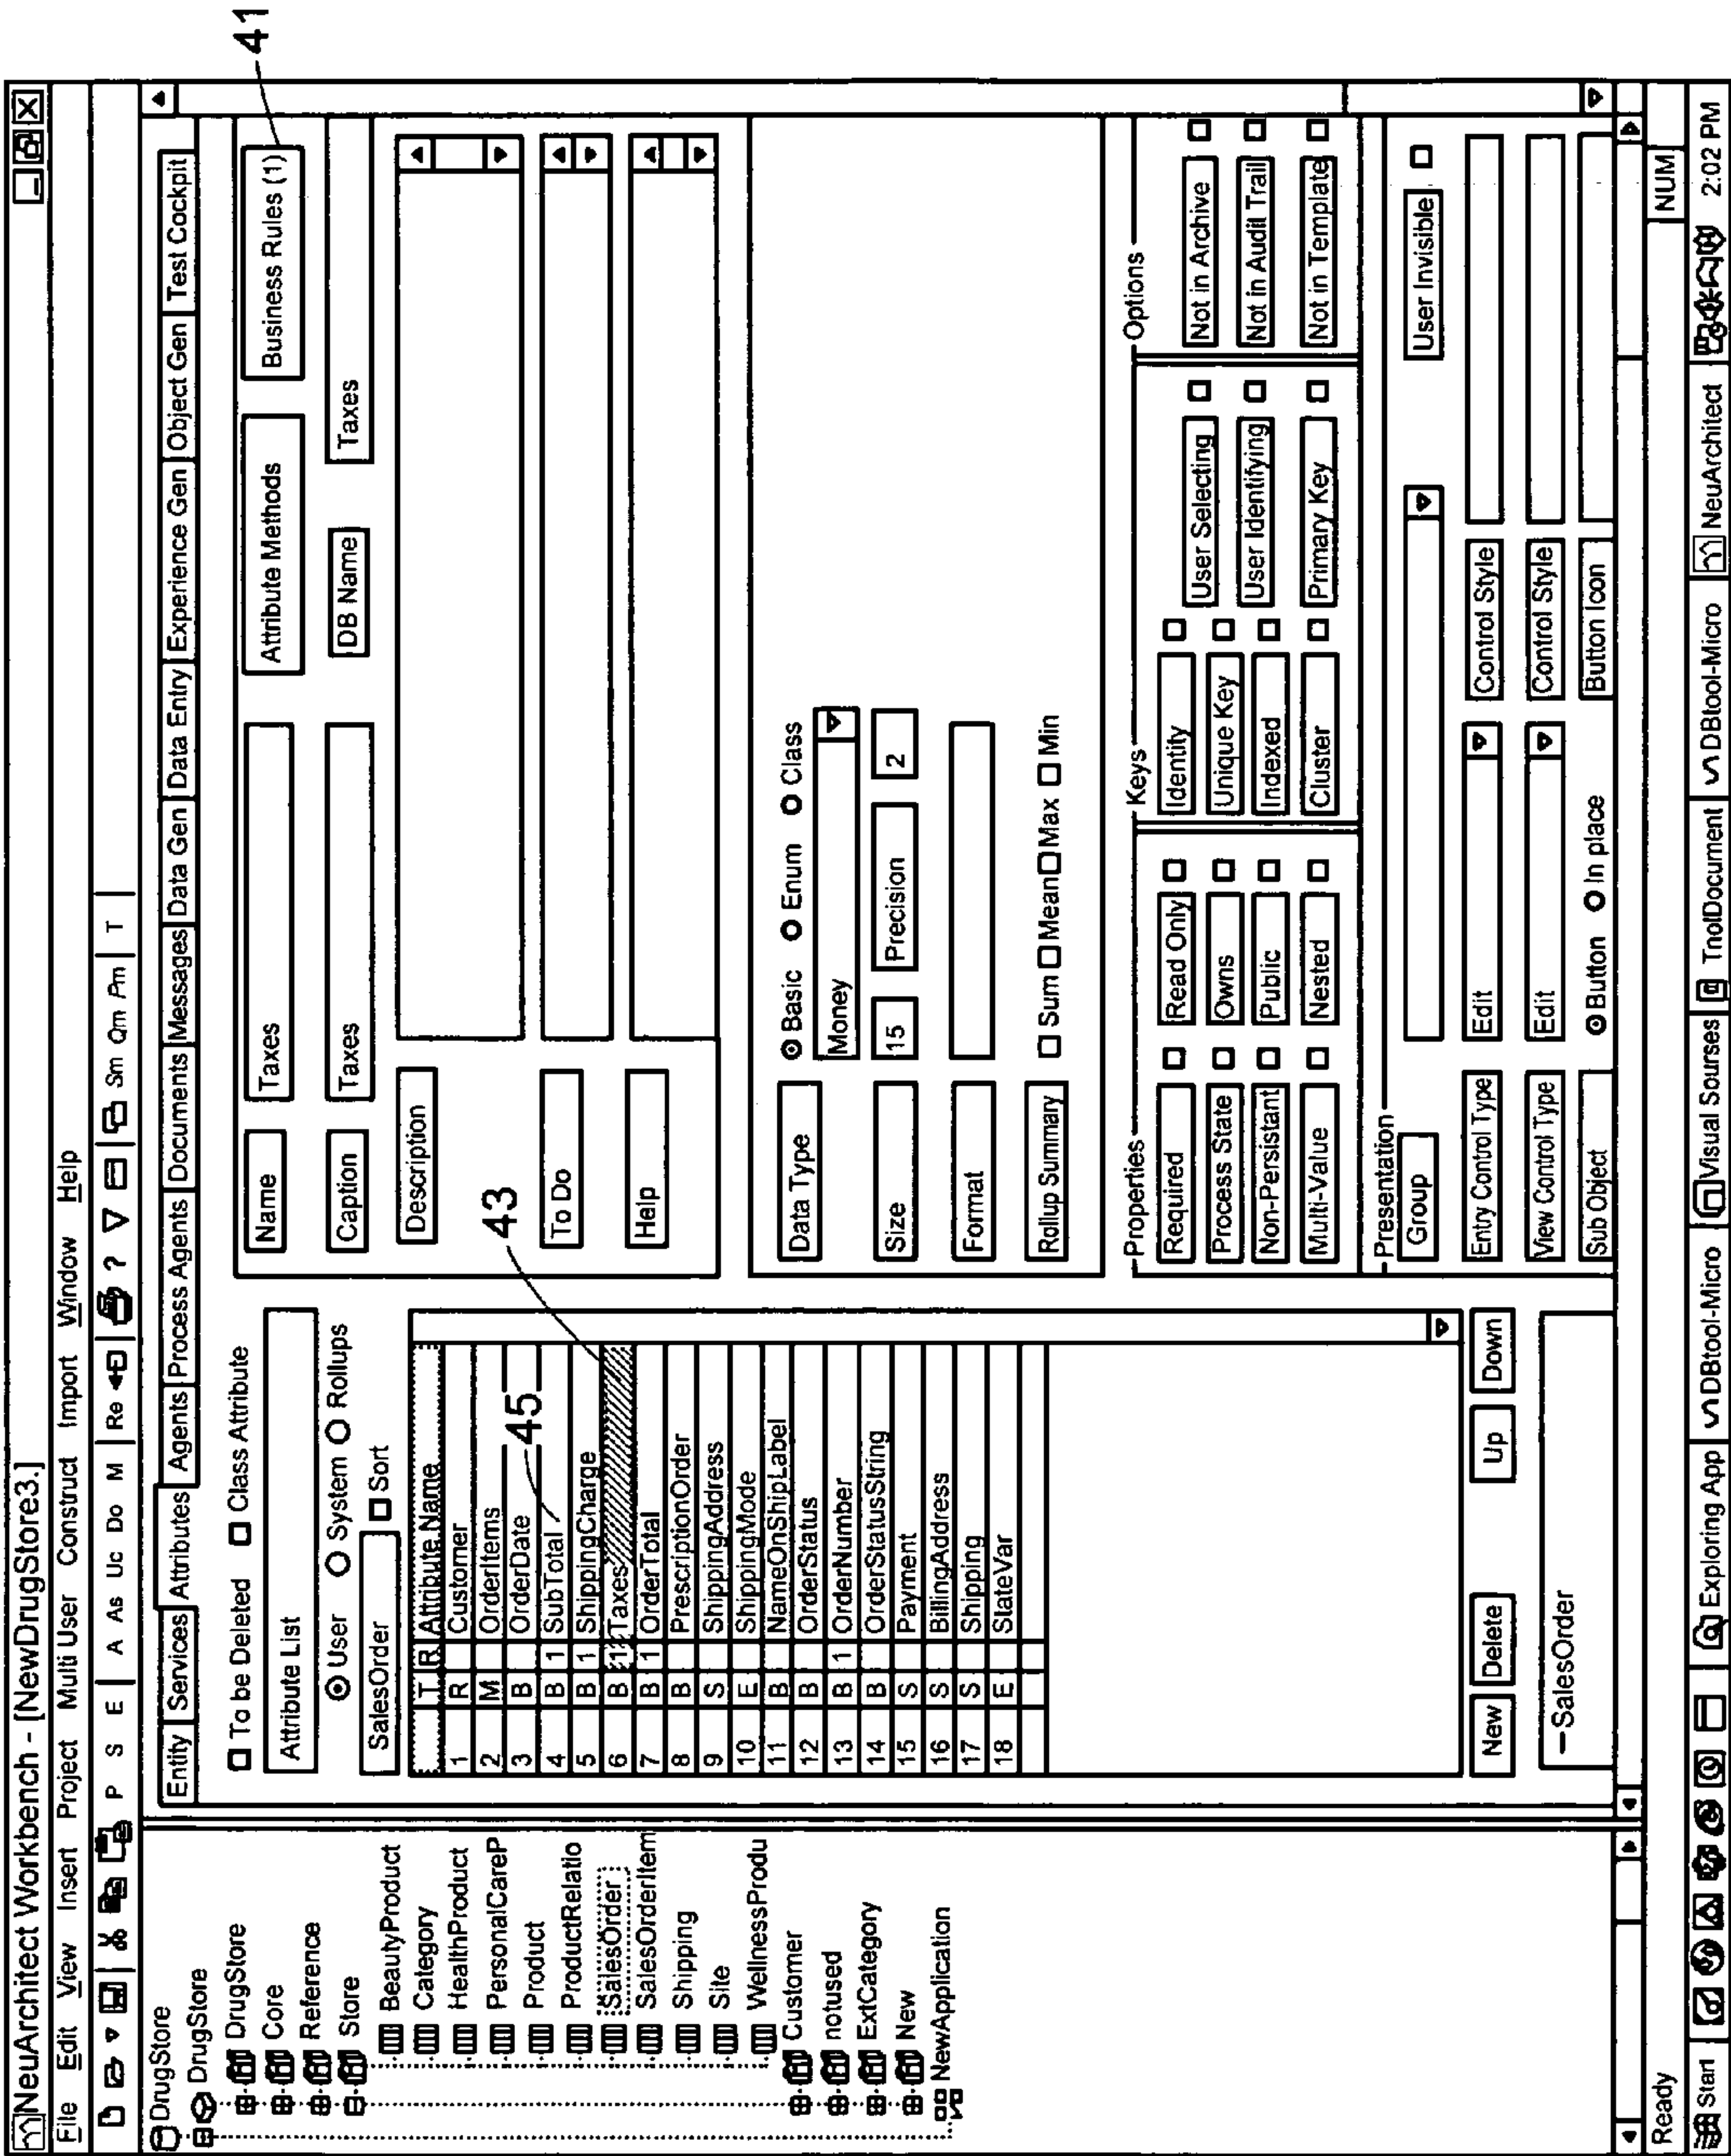 NeuArchitect Workbench - [NewDrugStore3.]
File Edit View Insert Project Multi User Construct Import Window Help
P S E A As Uc Do M Re ? Sm Qm Pm T
DrugStore
DrugStore
DrugStore
Core
Reference
Store
BeautyProduct
Category
HealthProduct
PersonalCareP
Product
ProductRelatio
SalesOrder
SalesOrderItem
Shipping
Site
WellnessProdu
Customer
notused
ExtCategory
New
NewApplication
Entity Services Attributes Agents Process Agents Documents Messages Data Gen Data Entry Experience Gen Object Gen Test Cockpit
To be Deleted Class Attribute
Attribute List
User System Rollups
SalesOrder Sort
T R Attribute Name
1 R Customer
2 M OrderItems
3 B OrderDate
4 B 1 SubTotal
5 B 1 ShippingCharge
6 B 1 Taxes
7 B 1 OrderTotal
8 B PrescriptionOrder
9 S ShippingAddress
10 E ShippingMode
11 B NameOnShipLabel
12 B OrderStatus
13 B 1 OrderNumber
14 B OrderStatusString
15 S Payment
16 S BillingAddress
17 S Shipping
18 E StateVar
45
43
New Delete Up Down
SalesOrder
Name Taxes Attribute Methods Business Rules (1)
41
Caption Taxes DB Name Taxes
Description
To Do
Help
Data Type Basic Enum Class
Money
Size 15 Precision 2
Format
Rollup Summary Sum Mean Max Min
Properties Keys Options
Required Read Only Identity User Selecting Not in Archive
Process State Owns Unique Key User Identifying Not in Audit Trail
Non-Persistant Public Indexed
Multi-Value Nested Cluster Primary Key Not in Template
Presentation
Group User Invisible
Entry Control Type Edit Control Style
View Control Type Edit Control Style
Sub Object Button In place Button Icon
Ready NUM
Start Exploring App DBtool-Micro Visual Sourses TnolDocument DBtool-Micro NeuArchitect 2:02 PM